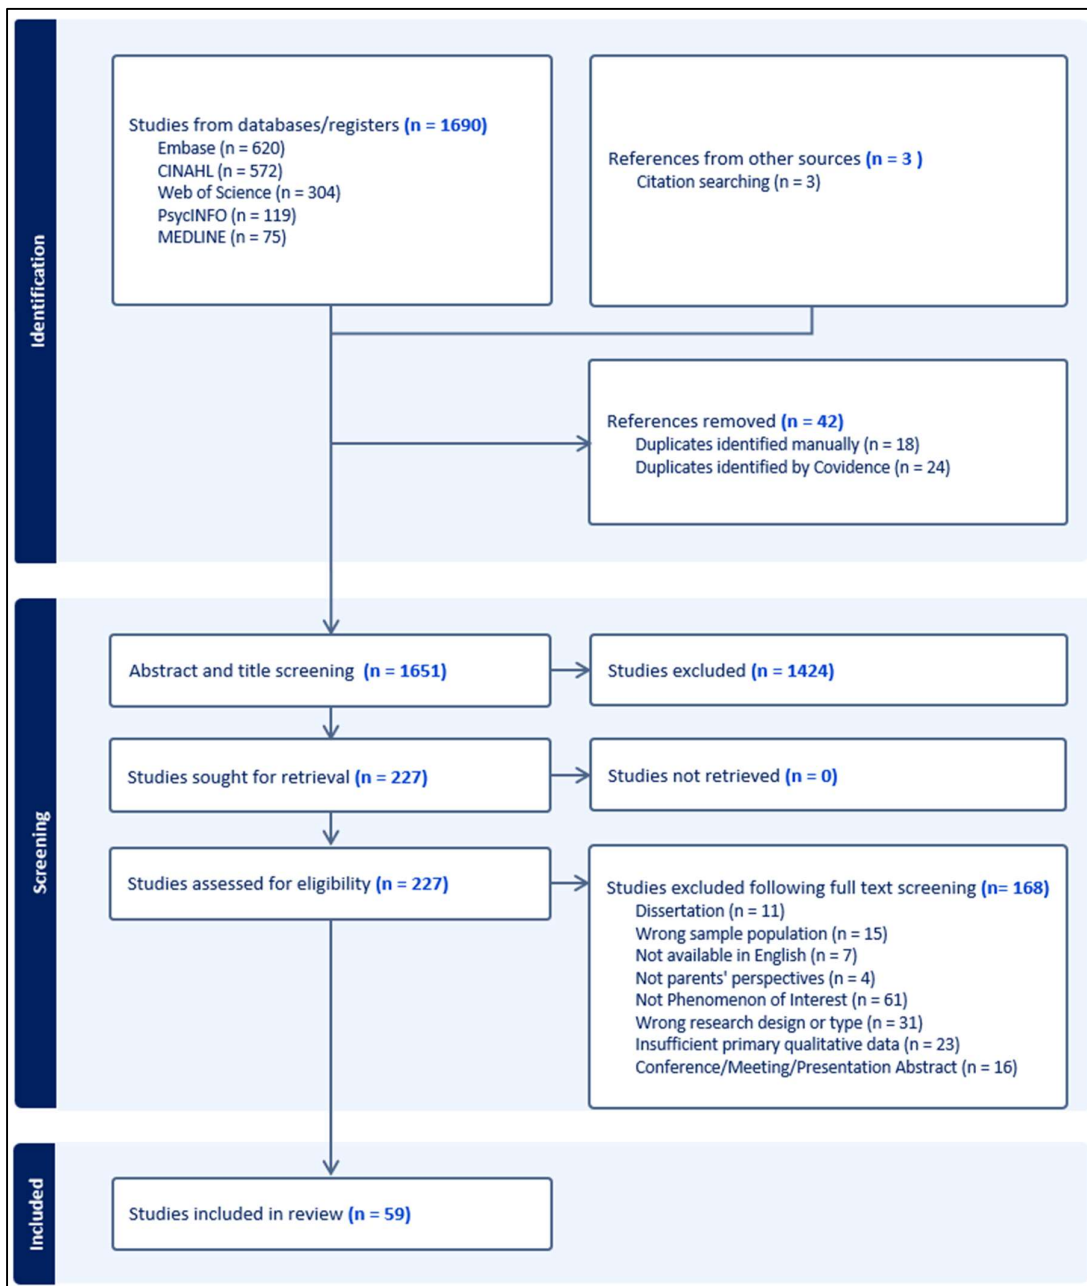 Identification
Studies from databases/registers (n = 1690)
Embase (n = 620)
CINAHL (n = 572)
Web of Science (n = 304)
PsycINFO (n = 119)
MEDLINE (n = 75)
References from other sources (n = 3 )
Citation searching (n = 3)
References removed (n = 42)
Duplicates identified manually (n = 18)
Duplicates identified by Covidence (n = 24)
Screening
Abstract and title screening (n = 1651)
Studies excluded (n = 1424)
Studies sought for retrieval (n = 227)
Studies not retrieved (n = 0)
Studies assessed for eligibility (n = 227)
Studies excluded following full text screening (n= 168)
Dissertation (n = 11)
Wrong sample population (n = 15)
Not available in English (n = 7)
Not parents' perspectives (n = 4)
Not Phenomenon of Interest (n = 61)
Wrong research design or type (n = 31)
Insufficient primary qualitative data (n = 23)
Conference/Meeting/Presentation Abstract (n = 16)
Included
Studies included in review (n = 59)